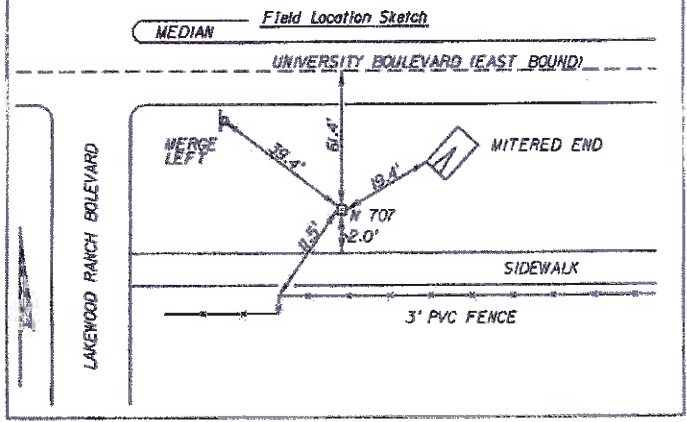 Field Location Sketch
MEDIAN
UNIVERSITY BOULEVARD (EAST BOUND)
MERGE
LEFT
39.4'
61.4'
19.4'
MITERED END
N 707
2.0'
11.5'
SIDEWALK
3' PVC FENCE
LAKEWOOD RANCH BOLEVARD